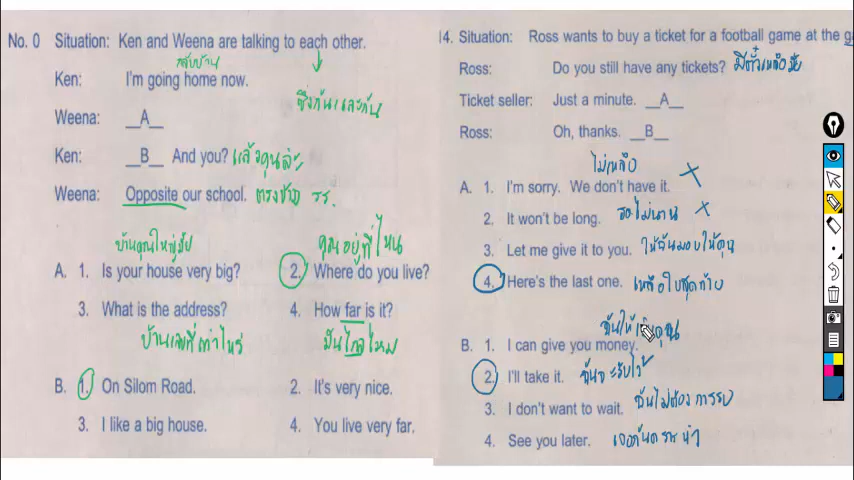 No. 0 Situation: Ken and Weena are talking to each other.
กลับบ้าน
Ken: I'm going home now.
ซึ่งกันและกัน
Weena: __A__
Ken: __B__ And you? แล้วคุณล่ะ
Weena: Opposite our school. ตรงข้าม รร.
บ้านคุณใหญ่มั้ย
คุณอยู่ที่ไหน
A. 1. Is your house very big? 2. Where do you live?
3. What is the address? 4. How far is it?
บ้านเลขที่เท่าไหร่
มันไกลไหม
B. 1. On Silom Road. 2. It's very nice.
3. I like a big house. 4. You live very far.
14. Situation: Ross wants to buy a ticket for a football game at the
Ross: Do you still have any tickets? มีตั๋วเหลือมั้ย
Ticket seller: Just a minute. __A__
Ross: Oh, thanks. __B__
ไม่เหลือ
A. 1. I'm sorry. We don't have it.
2. It won't be long. รอไม่นาน
3. Let me give it to you. ให้ฉันมอบให้คุณ
4. Here's the last one. เหลือใบสุดท้าย
B. 1. I can give you money.
2. I'll take it. ฉันจะรับไว้
3. I don't want to wait. ฉันไม่ต้องการรอ
4. See you later.